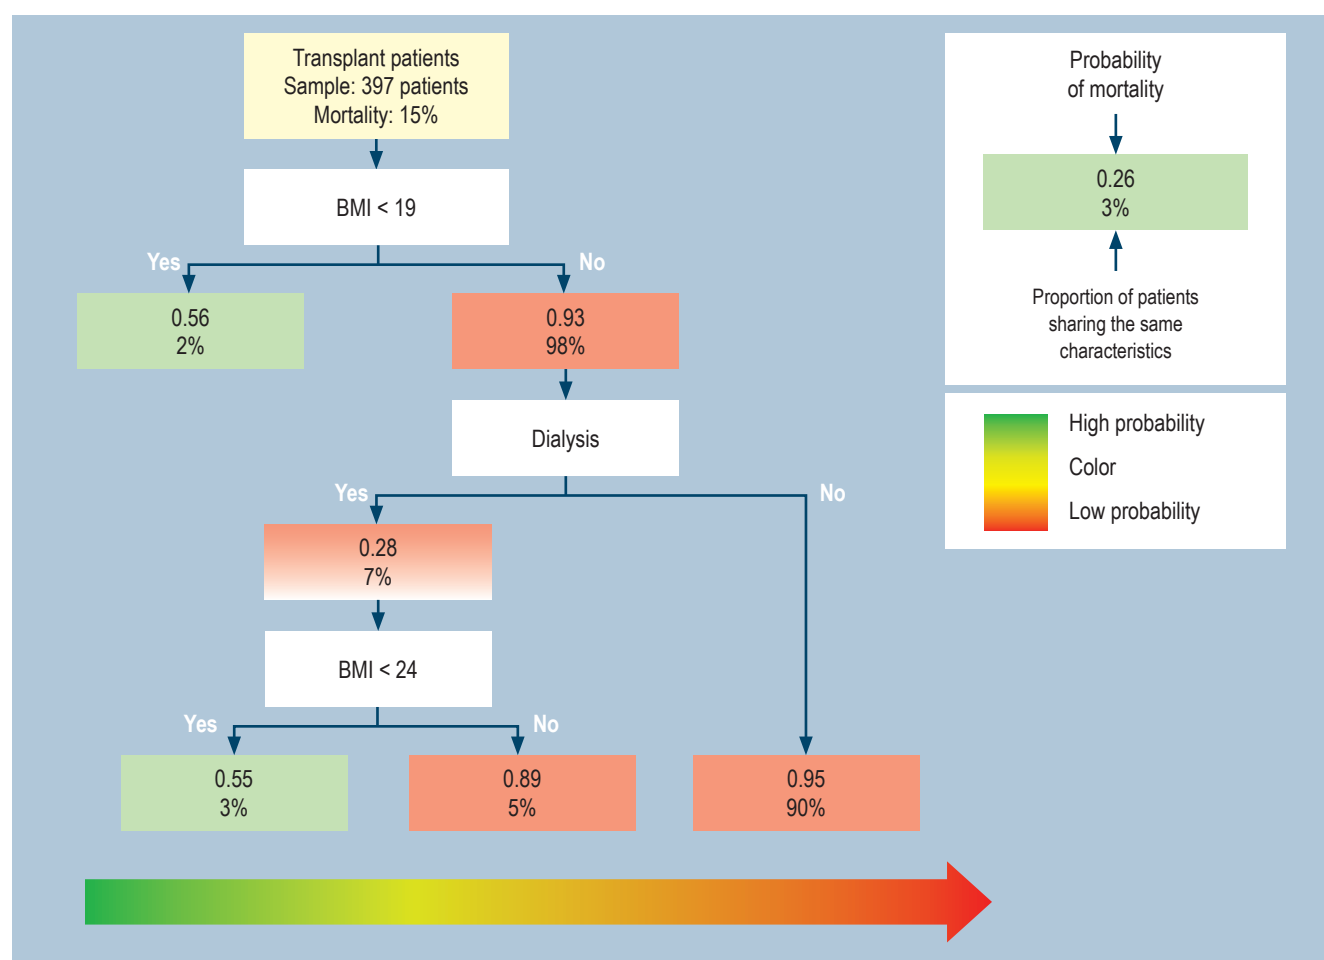 Transplant patients
Sample: 397 patients
Mortality: 15%
BMI < 19
Yes
No
0.56
2%
0.93
98%
Dialysis
Yes
No
0.28
7%
BMI < 24
Yes
No
0.55
3%
0.89
5%
0.95
90%
Probability
of mortality
0.26
3%
Proportion of patients
sharing the same
characteristics
High probability
Color
Low probability